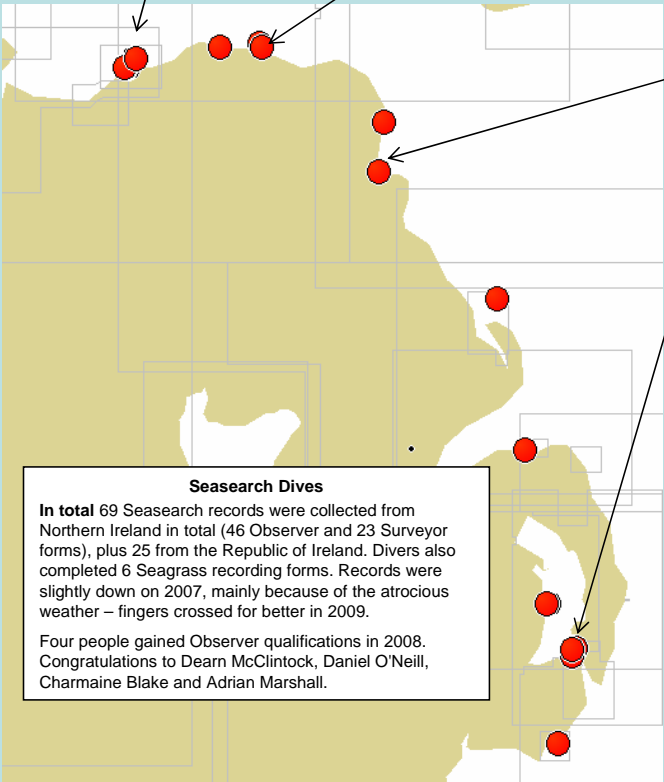 Seasearch Dives
In total 69 Seasearch records were collected from
Northern Ireland in total (46 Observer and 23 Surveyor
forms), plus 25 from the Republic of Ireland. Divers also
completed 6 Seagrass recording forms. Records were
slightly down on 2007, mainly because of the atrocious
weather – fingers crossed for better in 2009.
Four people gained Observer qualifications in 2008.
Congratulations to Dearn McClintock, Daniel O'Neill,
Charmaine Blake and Adrian Marshall.